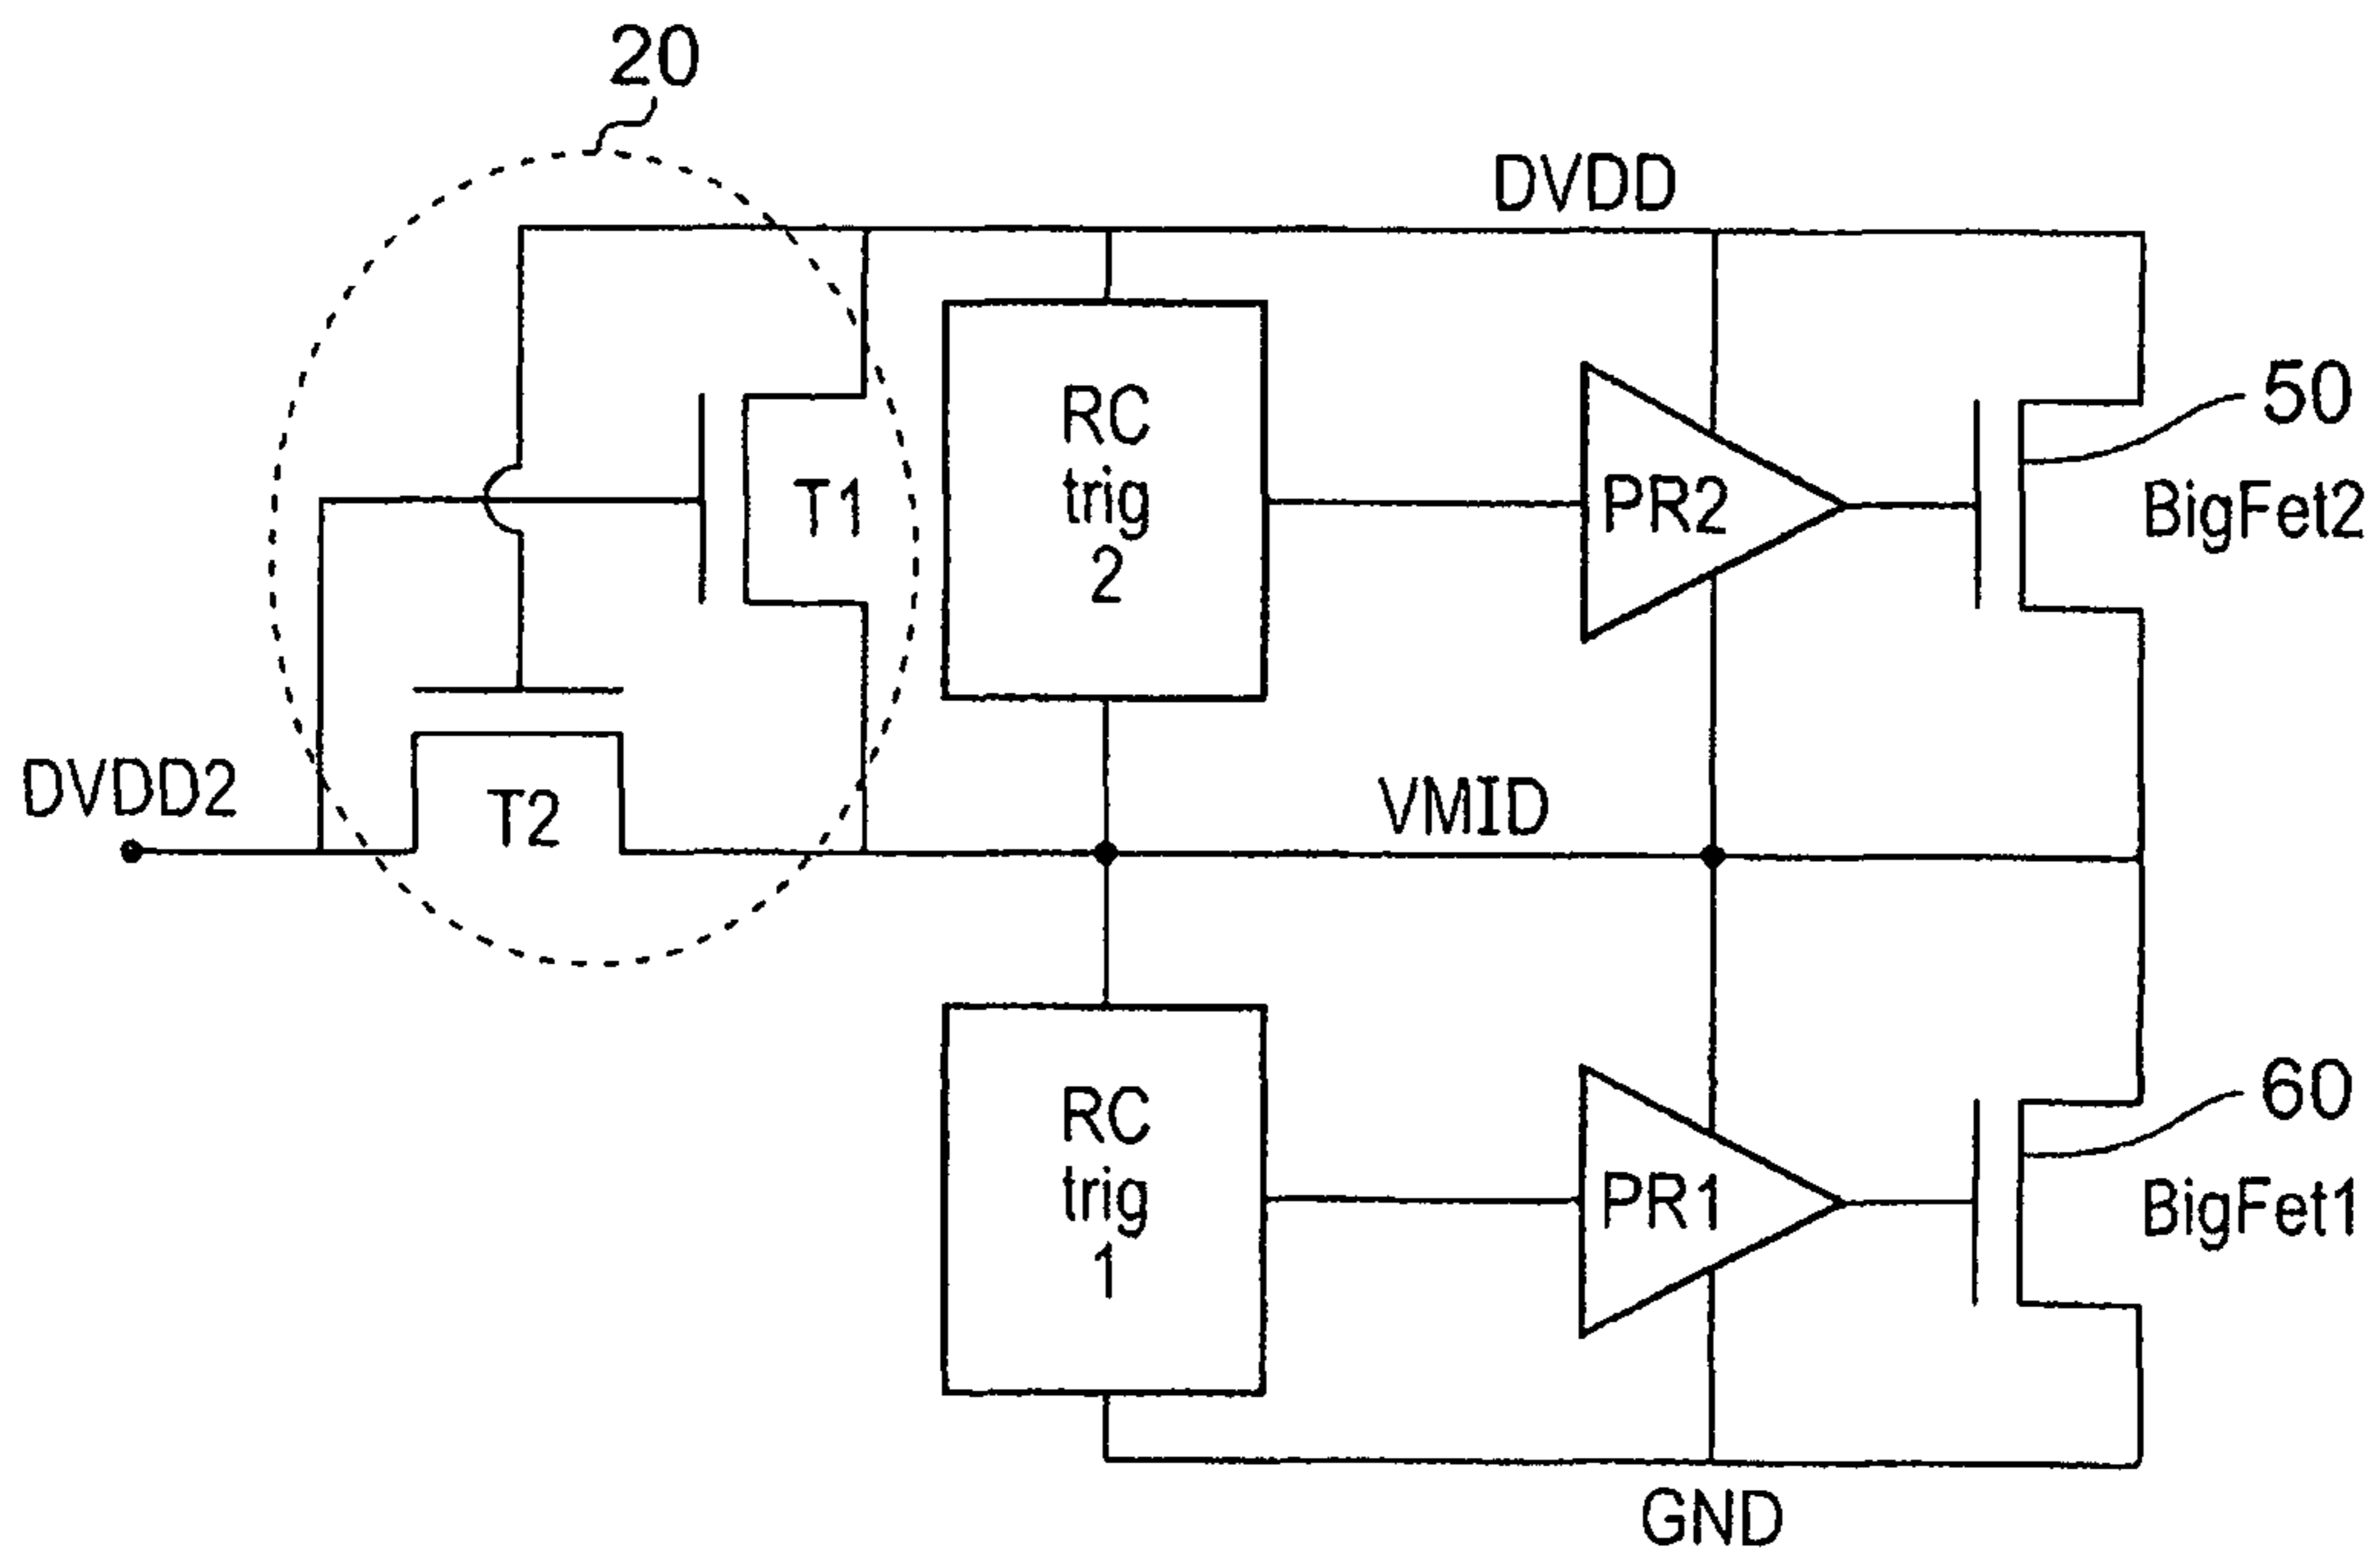 20
DVDD
RC
trig
2
T1
PR2
50
BigFet2
DVDD2
T2
VMID
RC
trig
1
PR1
60
BigFet1
GND